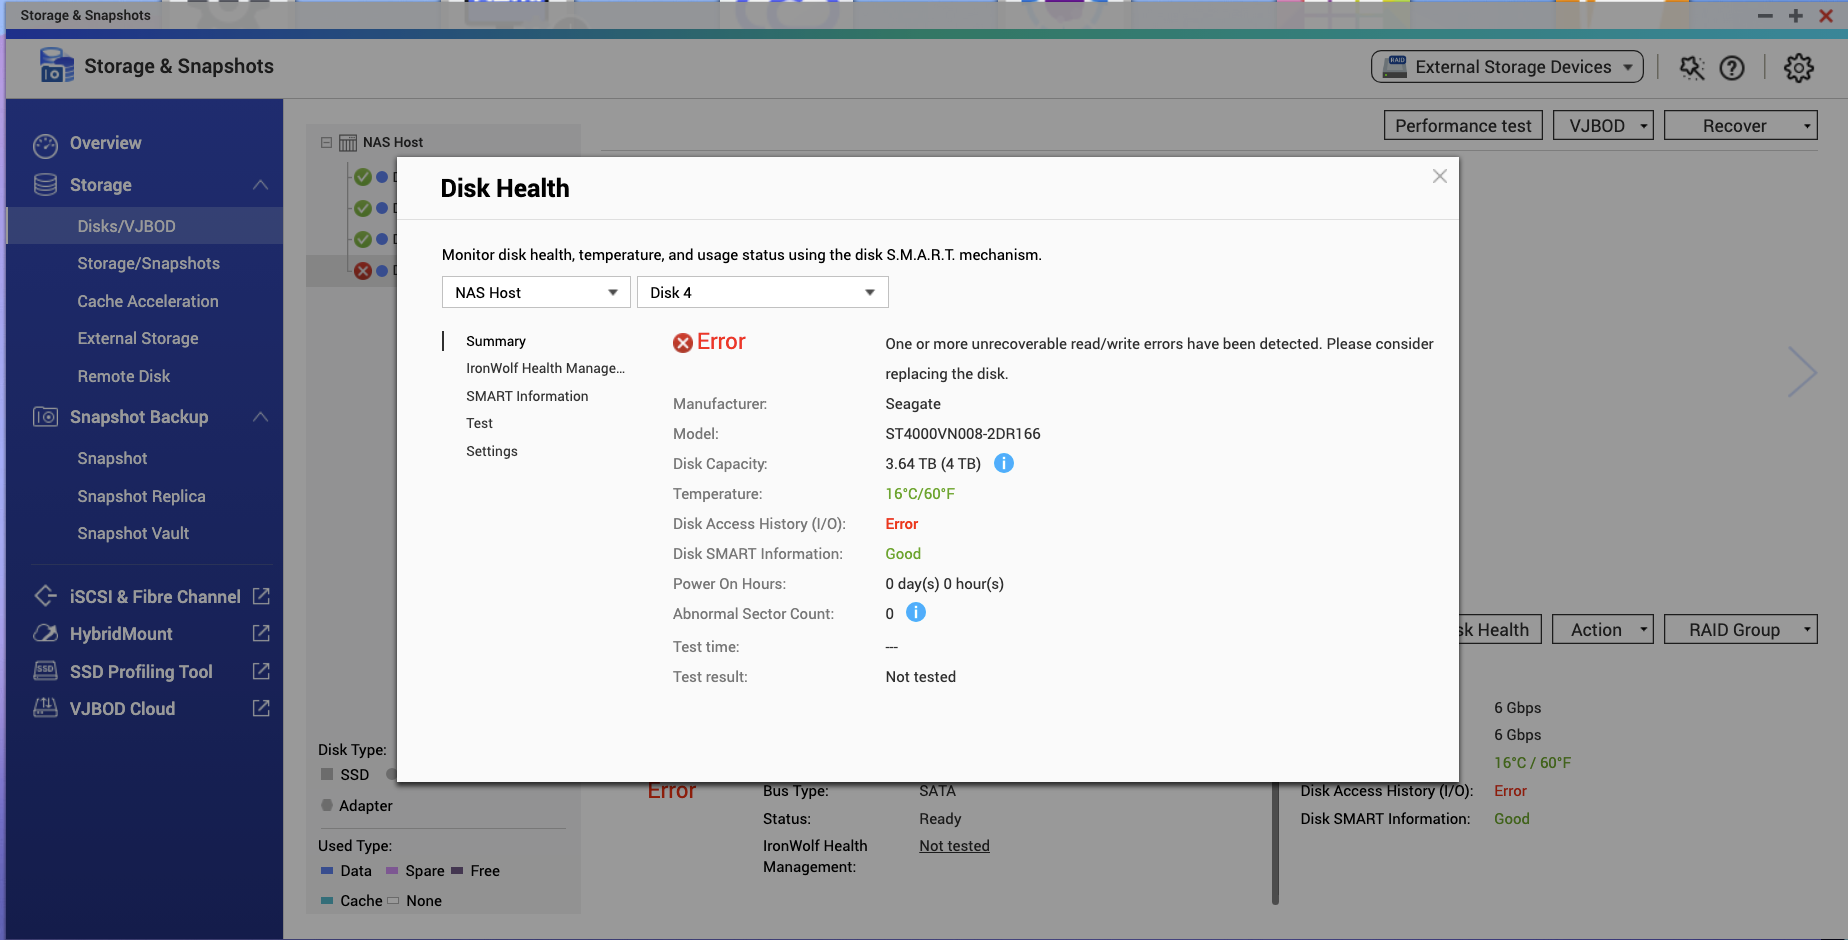 Storage & Snapshots
Storage & Snapshots
RAID
External Storage Devices
Overview
Storage
Disks/VJBOD
Storage/Snapshots
Cache Acceleration
External Storage
Remote Disk
Snapshot Backup
Snapshot
Snapshot Replica
Snapshot Vault
iSCSI & Fibre Channel
HybridMount
SSD
SSD Profiling Tool
VJBOD Cloud
Performance test
VJBOD
Recover
NAS Host
Disk Health
Monitor disk health, temperature, and usage status using the disk S.M.A.R.T. mechanism.
NAS Host
Disk 4
Summary
IronWolf Health Manage...
SMART Information
Test
Settings
Error
One or more unrecoverable read/write errors have been detected. Please consider
replacing the disk.
Manufacturer: Seagate
Model: ST4000VN008-2DR166
Disk Capacity: 3.64 TB (4 TB)
Temperature: 16°C/60°F
Disk Access History (I/O): Error
Disk SMART Information: Good
Power On Hours: 0 day(s) 0 hour(s)
Abnormal Sector Count: 0
Test time: ---
Test result: Not tested
sk Health
Action
RAID Group
Disk Type:
SSD
Adapter
Used Type:
Data Spare Free
Cache None
Error
Bus Type: SATA
Status: Ready
IronWolf Health
Management: Not tested
6 Gbps
6 Gbps
16°C / 60°F
Disk Access History (I/O): Error
Disk SMART Information: Good